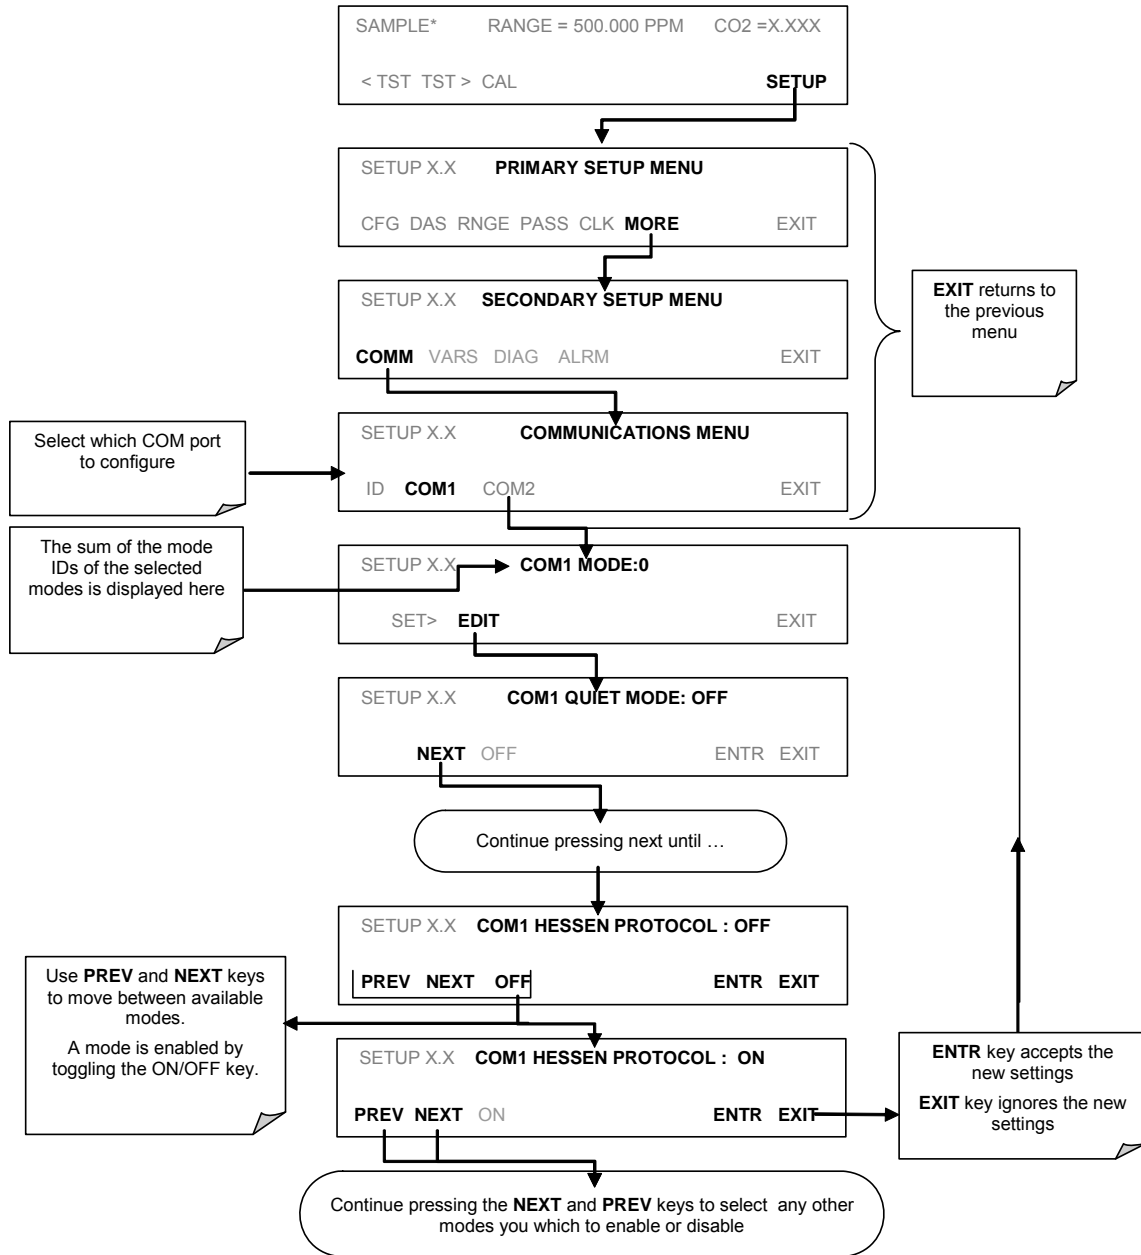 SAMPLE* RANGE = 500.000 PPM CO2 =X.XXX
< TST TST > CAL SETUP
SETUP X.X PRIMARY SETUP MENU
CFG DAS RNGE PASS CLK MORE EXIT
SETUP X.X SECONDARY SETUP MENU
COMM VARS DIAG ALRM EXIT
EXIT returns to
the previous
menu
Select which COM port
to configure
SETUP X.X COMMUNICATIONS MENU
ID COM1 COM2 EXIT
The sum of the mode
IDs of the selected
modes is displayed here
SETUP X.X COM1 MODE:0
SET> EDIT EXIT
SETUP X.X COM1 QUIET MODE: OFF
NEXT OFF ENTR EXIT
Continue pressing next until …
SETUP X.X COM1 HESSEN PROTOCOL : OFF
PREV NEXT OFF ENTR EXIT
Use PREV and NEXT keys
to move between available
modes.
A mode is enabled by
toggling the ON/OFF key.
SETUP X.X COM1 HESSEN PROTOCOL : ON
PREV NEXT ON ENTR EXIT
ENTR key accepts the
new settings
EXIT key ignores the new
settings
Continue pressing the NEXT and PREV keys to select any other
modes you which to enable or disable